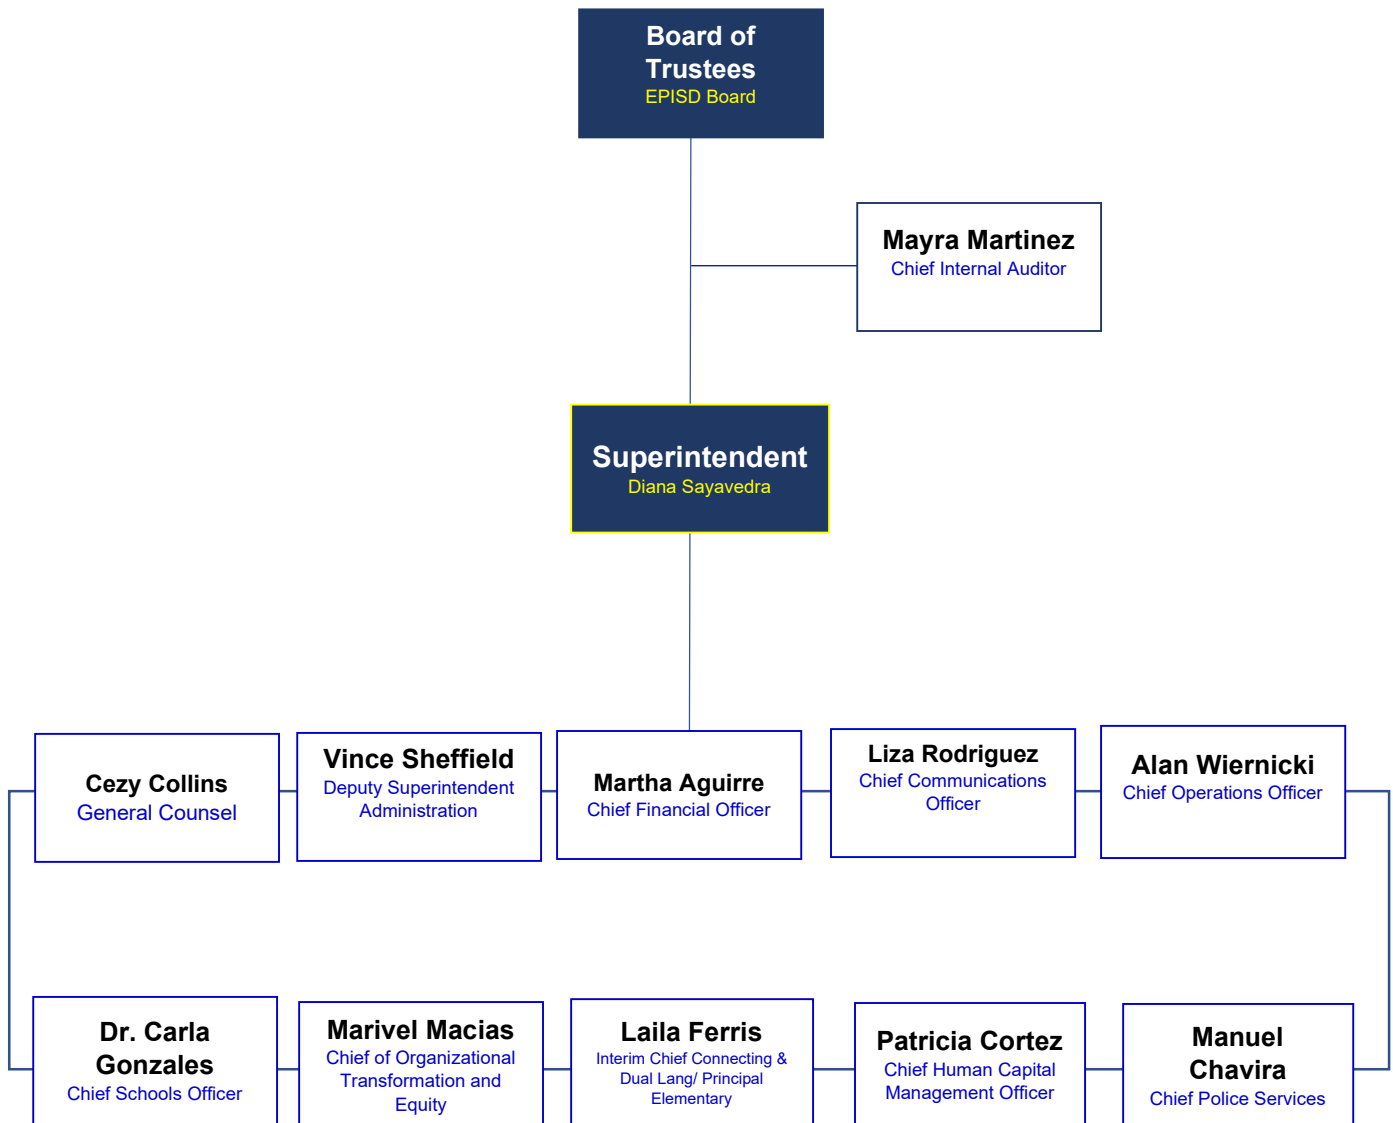 Board of
Trustees
EPISD Board
Mayra Martinez
Chief Internal Auditor
Superintendent
Diana Sayavedra
Cezy Collins
General Counsel
Vince Sheffield
Deputy Superintendent
Administration
Martha Aguirre
Chief Financial Officer
Liza Rodriguez
Chief Communications
Officer
Alan Wiernicki
Chief Operations Officer
Dr. Carla
Gonzales
Chief Schools Officer
Marivel Macias
Chief of Organizational
Transformation and
Equity
Laila Ferris
Interim Chief Connecting &
Dual Lang/ Principal
Elementary
Patricia Cortez
Chief Human Capital
Management Officer
Manuel
Chavira
Chief Police Services